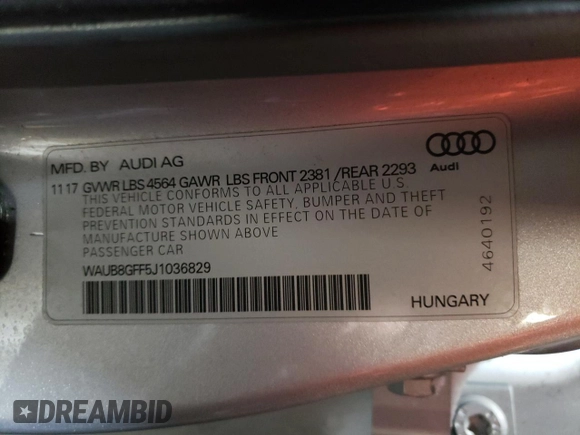 MFD. BY AUDI AG
Audi
11 17 GVWR LBS 4564 GAWR LBS FRONT 2381 /REAR 2293
THIS VEHICLE CONFORMS TO ALL APPLICABLE U.S.
FEDERAL MOTOR VEHICLE SAFETY, BUMPER AND THEFT
PREVENTION STANDARDS IN EFFECT ON THE DATE OF
MANUFACTURE SHOWN ABOVE
PASSENGER CAR
WAUB8GFF5J1036829
4640192
HUNGARY
DREAMBID